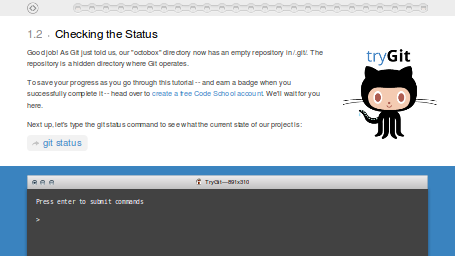 1.2 · Checking the Status
Good job! As Git just told us, our "octobox" directory now has an empty repository in /.git/. The
repository is a hidden directory where Git operates.
To save your progress as you go through this tutorial -- and earn a badge when you
successfully complete it -- head over to create a free Code School account. We'll wait for you
here.
Next up, let's type the git status command to see what the current state of our project is:
git status
tryGit
TryGit—891x310
Press enter to submit commands
>